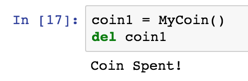 In [17]: coin1 = MyCoin()
del coin1
Coin Spent!